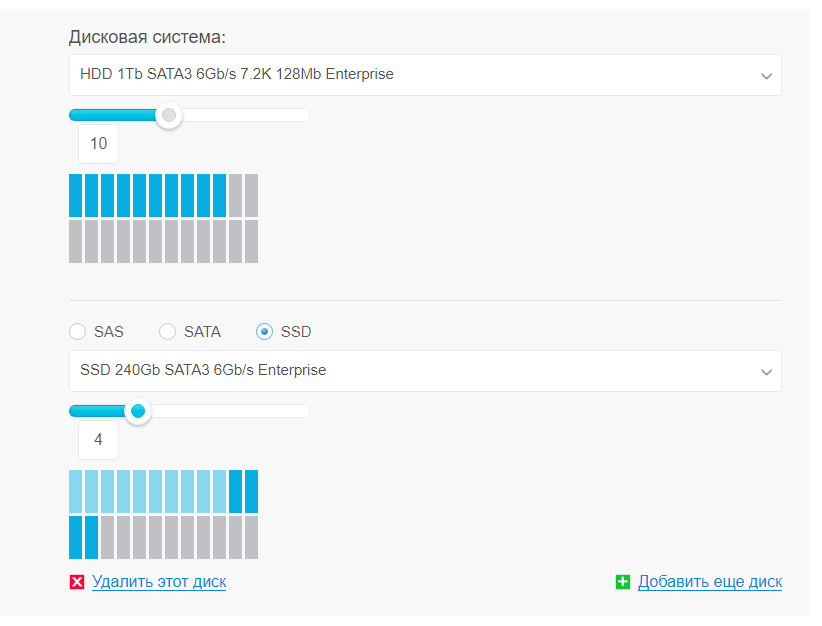 Дисковая система:
HDD 1Tb SATA3 6Gb/s 7.2K 128Mb Enterprise
10
SAS SATA SSD
SSD 240Gb SATA3 6Gb/s Enterprise
4
Удалить этот диск Добавить еще диск